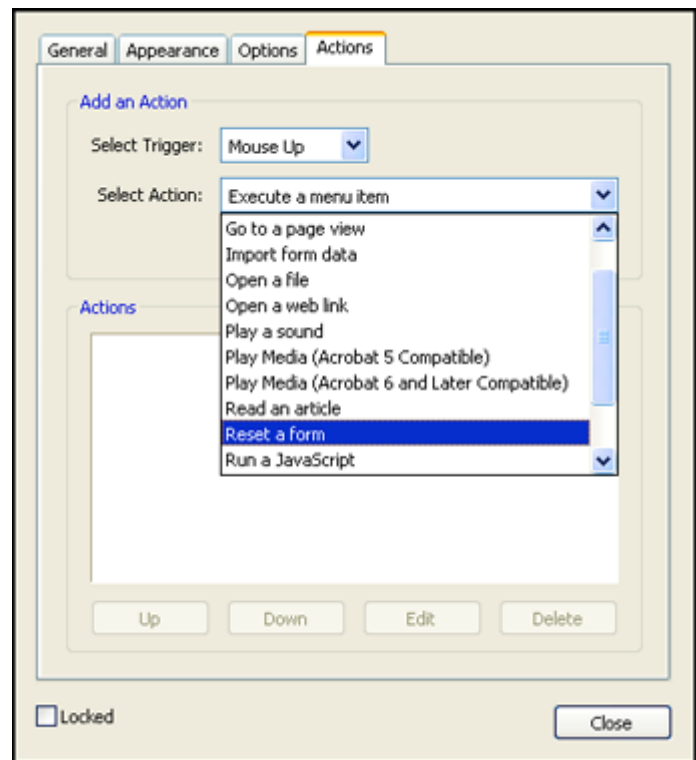 General Appearance Options Actions
Add an Action
Select Trigger: Mouse Up
Select Action: Execute a menu item
Go to a page view
Import form data
Open a file
Open a web link
Actions
Play a sound
Play Media (Acrobat 5 Compatible)
Play Media (Acrobat 6 and Later Compatible)
Read an article
Reset a form
Run a JavaScript
Up Down Edit Delete
Locked Close